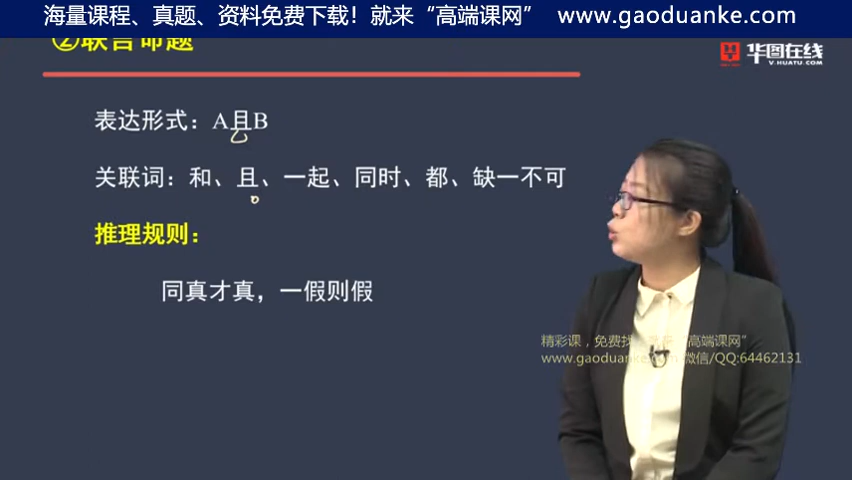 海量课程、真题、资料免费下载！就来“高端课网” www.gaoduanke.com
②联言命题
华图在线
V.HUATU.COM
表达形式：A且B
关联词：和、且、一起、同时、都、缺一不可
推理规则：
同真才真，一假则假
精彩课，免费找 “高端课网”
www.gaoduanke.com 微信/QQ:64462131